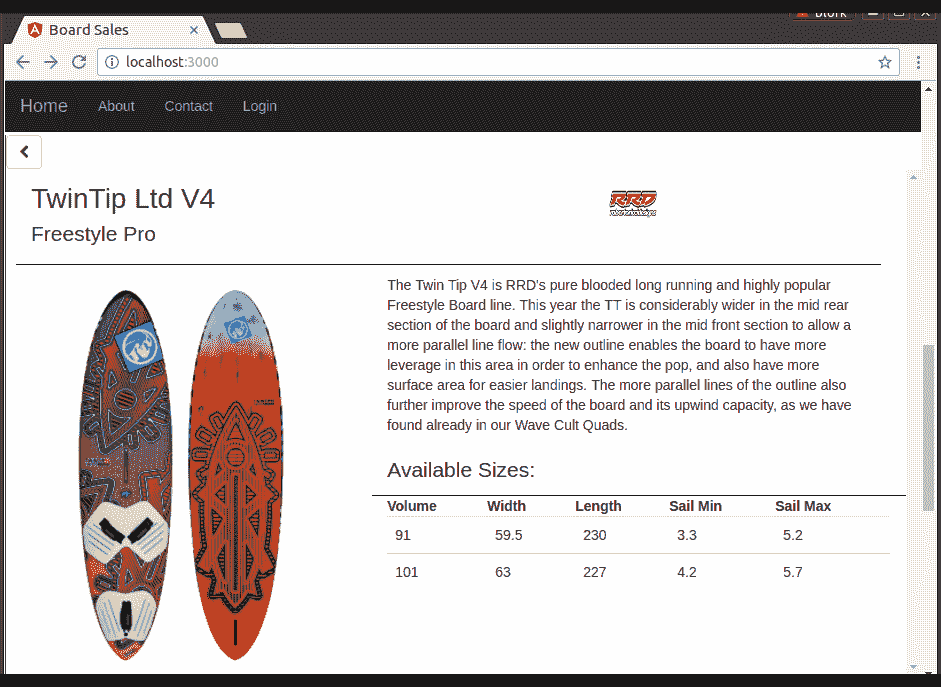 Board Sales
localhost:3000
Home About Contact Login
TwinTip Ltd V4
RRD
Freestyle Pro
The Twin Tip V4 is RRD's pure blooded long running and highly popular
Freestyle Board line. This year the TT is considerably wider in the mid rear
section of the board and slightly narrower in the mid front section to allow a
more parallel line flow: the new outline enables the board to have more
leverage in this area in order to enhance the pop, and also have more
surface area for easier landings. The more parallel lines of the outline also
further improve the speed of the board and its upwind capacity, as we have
found already in our Wave Cult Quads.
Available Sizes:
Volume Width Length Sail Min Sail Max
91 59.5 230 3.3 5.2
101 63 227 4.2 5.7